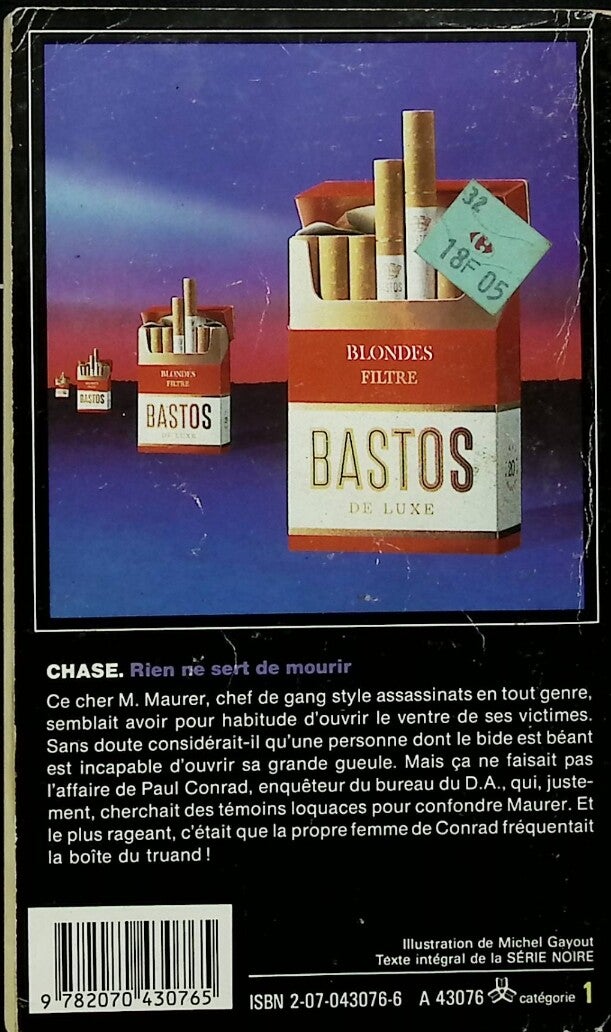 32
18F05
BLONDES
FILTRE
BASTOS
DE LUXE
20
BLONDES
FILTRE
BASTOS
DE LUXE
BASTOS
CHASE. Rien ne sert de mourir
Ce cher M. Maurer, chef de gang style assassinats en tout genre,
semblait avoir pour habitude d'ouvrir le ventre de ses victimes.
Sans doute considérait-il qu'une personne dont le bide est béant
est incapable d'ouvrir sa grande gueule. Mais ça ne faisait pas
l'affaire de Paul Conrad, enquêteur du bureau du D.A., qui, juste-
ment, cherchait des témoins loquaces pour confondre Maurer. Et
le plus rageant, c'était que la propre femme de Conrad fréquentait
la boîte du truand !
Illustration de Michel Gayout
Texte intégral de la SÉRIE NOIRE
9 782070 430765
ISBN 2-07-043076-6 A 43076 catégorie 1